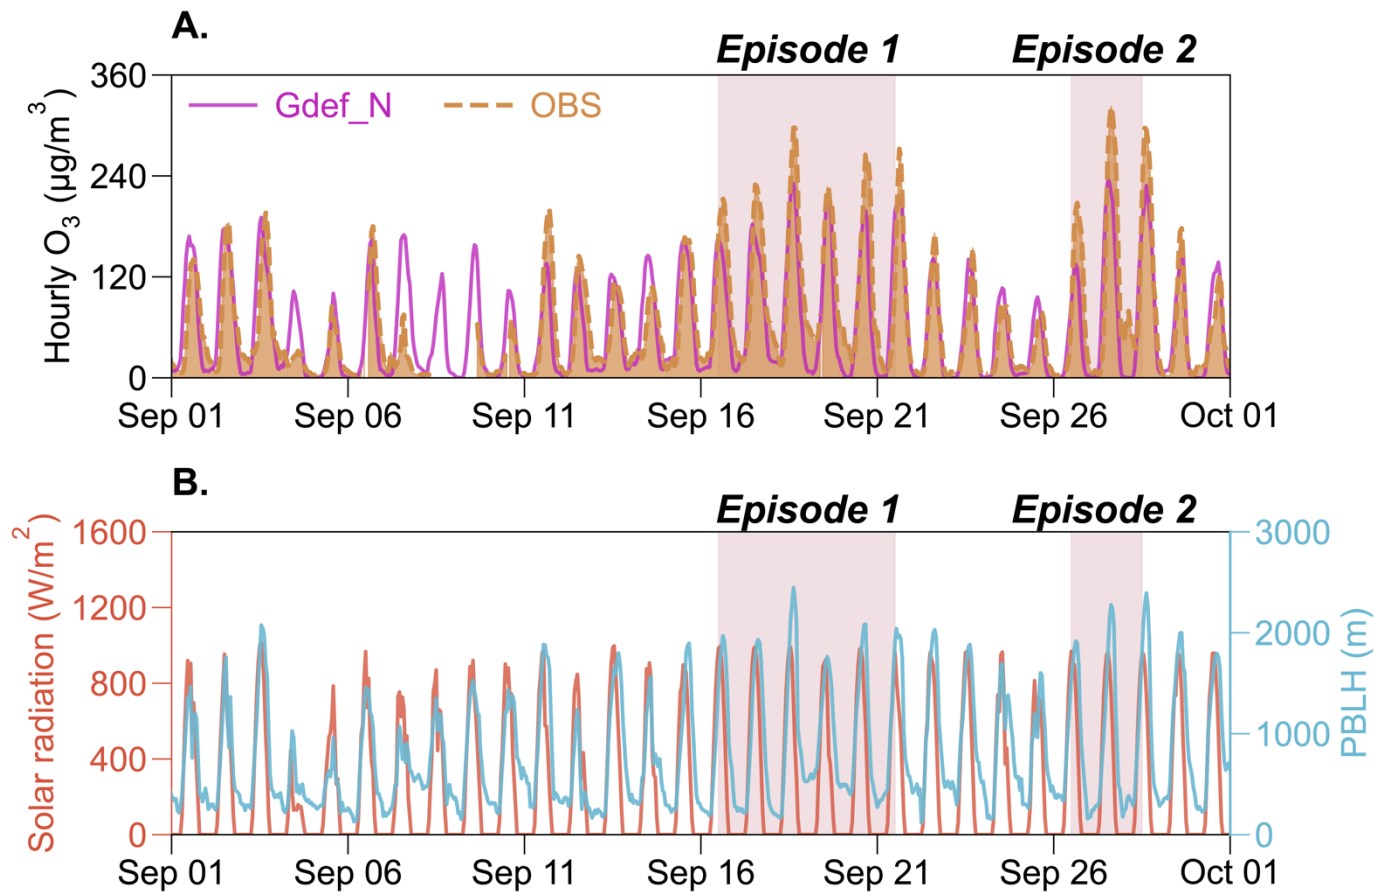 A.
Episode 1 Episode 2
Hourly O₃ (μg/m³)
360
240
120
0
Gdef_N OBS
Sep 01 Sep 06 Sep 11 Sep 16 Sep 21 Sep 26 Oct 01
B.
Episode 1 Episode 2
Solar radiation (W/m²)
1600
1200
800
400
0
3000
2000
1000
0
PBLH (m)
Sep 01 Sep 06 Sep 11 Sep 16 Sep 21 Sep 26 Oct 01